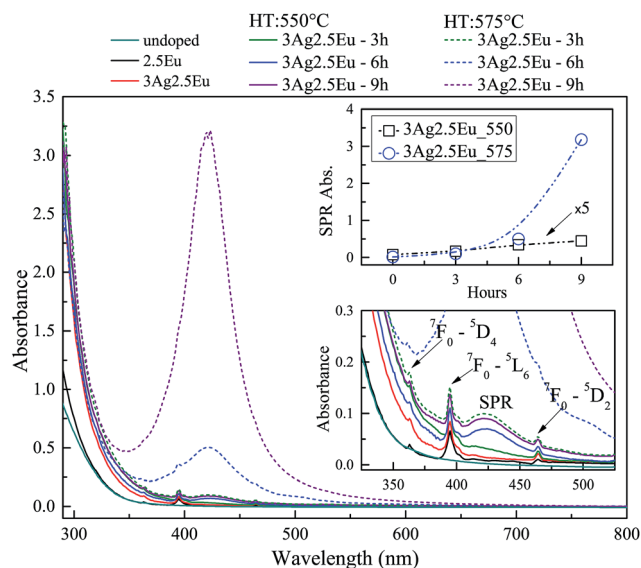 HT:550°C HT:575°C
undoped 3Ag2.5Eu - 3h 3Ag2.5Eu - 3h
2.5Eu 3Ag2.5Eu - 6h 3Ag2.5Eu - 6h
3Ag2.5Eu 3Ag2.5Eu - 9h 3Ag2.5Eu - 9h
3.5
3.0
2.5
2.0
1.5
1.0
0.5
0.0
Absorbance
300 400 500 600 700 800
Wavelength (nm)
4
3
2
1
0
SPR Abs.
3Ag2.5Eu_550
3Ag2.5Eu_575
x5
0 3 6 9
Hours
0.3
0.2
0.1
0.0
Absorbance
⁷F₀ - ⁵D₄
⁷F₀ - ⁵L₆
SPR
⁷F₀ - ⁵D₂
350 400 450 500